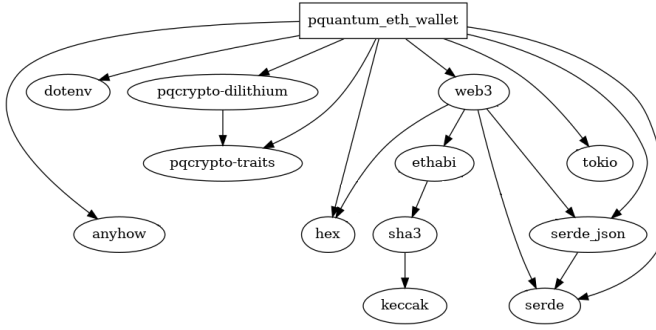 pquantum_eth_wallet
dotenv
pqcrypto-dilithium
web3
pqcrypto-traits
ethabi
tokio
anyhow
hex
sha3
serde_json
keccak
serde